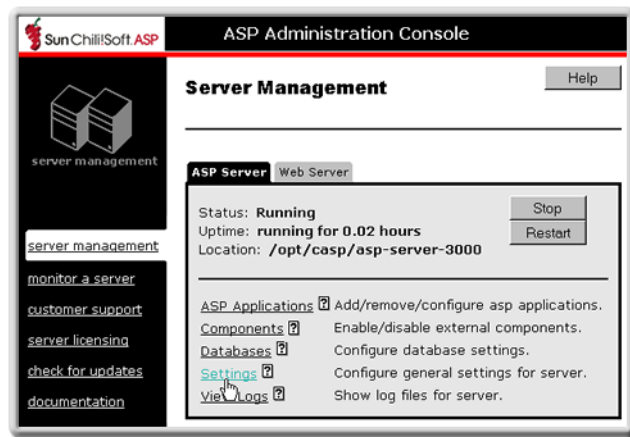 Sun Chili!Soft.ASP
ASP Administration Console
Server Management
Help
server management
ASP Server Web Server
Status: Running
Stop
Uptime: running for 0.02 hours
Restart
Location: /opt/casp/asp-server-3000
server management
monitor a server
customer support
server licensing
check for updates
documentation
ASP Applications ? Add/remove/configure asp applications.
Components ? Enable/disable external components.
Databases ? Configure database settings.
Settings ? Configure general settings for server.
View Logs ? Show log files for server.